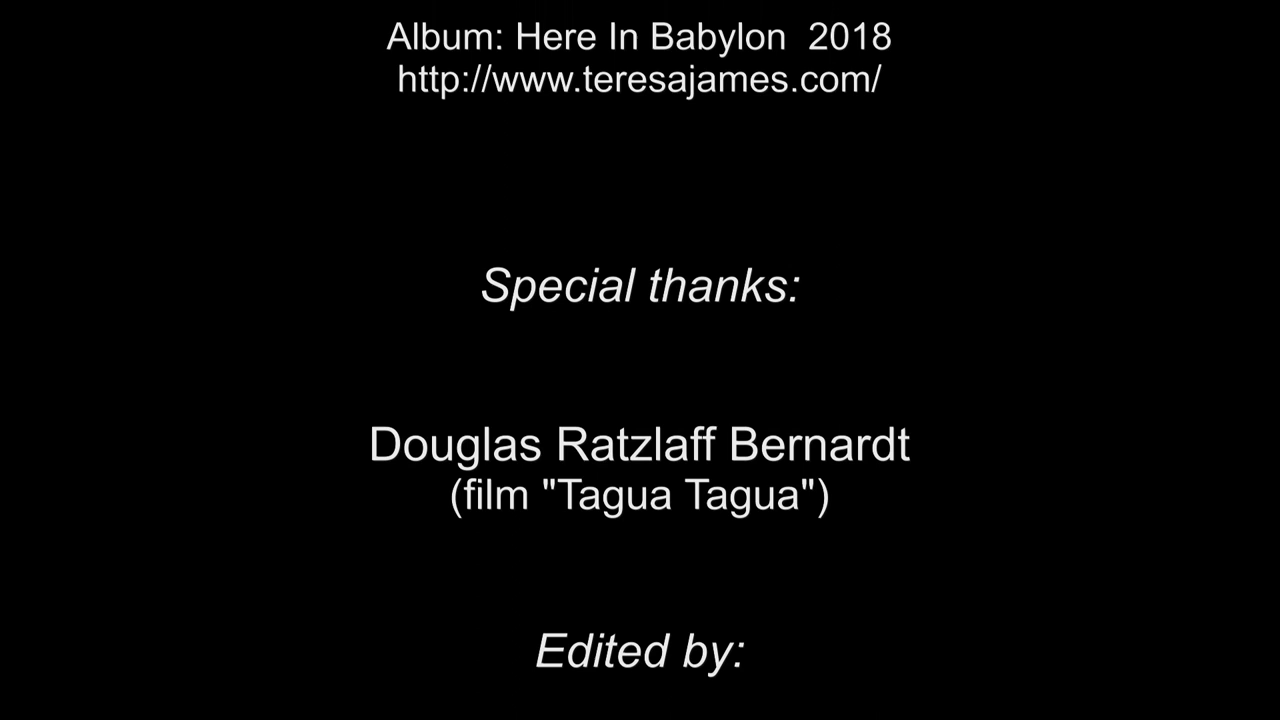 Album: Here In Babylon  2018
http://www.teresajames.com/
Special thanks:
Douglas Ratzlaff Bernardt
(film "Tagua Tagua")
Edited by: